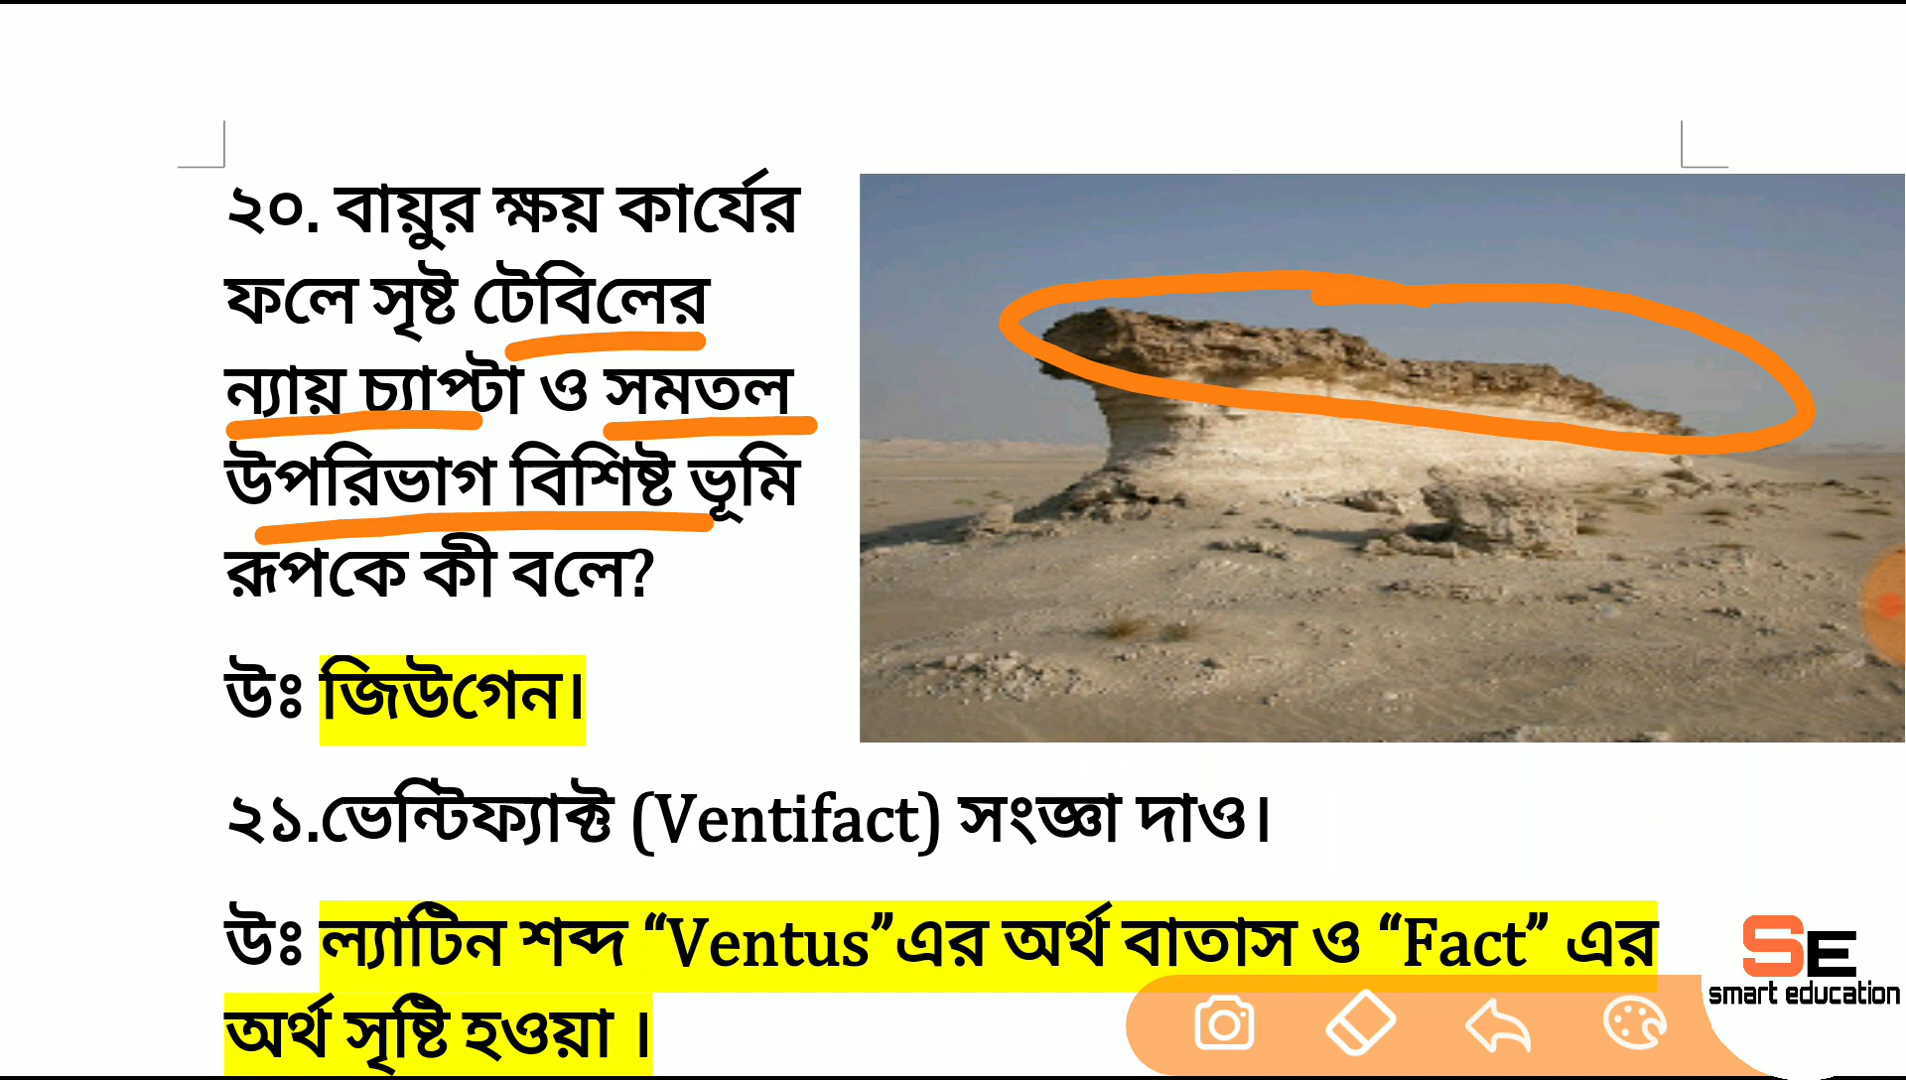 ২০. বায়ুর ক্ষয় কার্যের
ফলে সৃষ্ট টেবিলের
ন্যায় চ্যাপ্টা ও সমতল
উপরিভাগ বিশিষ্ট ভূমি
রূপকে কী বলে?
উঃ জিউগেন।
২১.ভেন্টিফ্যাক্ট (Ventifact) সংজ্ঞা দাও।
উঃ ল্যাটিন শব্দ “Ventus”এর অর্থ বাতাস ও “Fact” এর
অর্থ সৃষ্টি হওয়া ।
SE
smart education